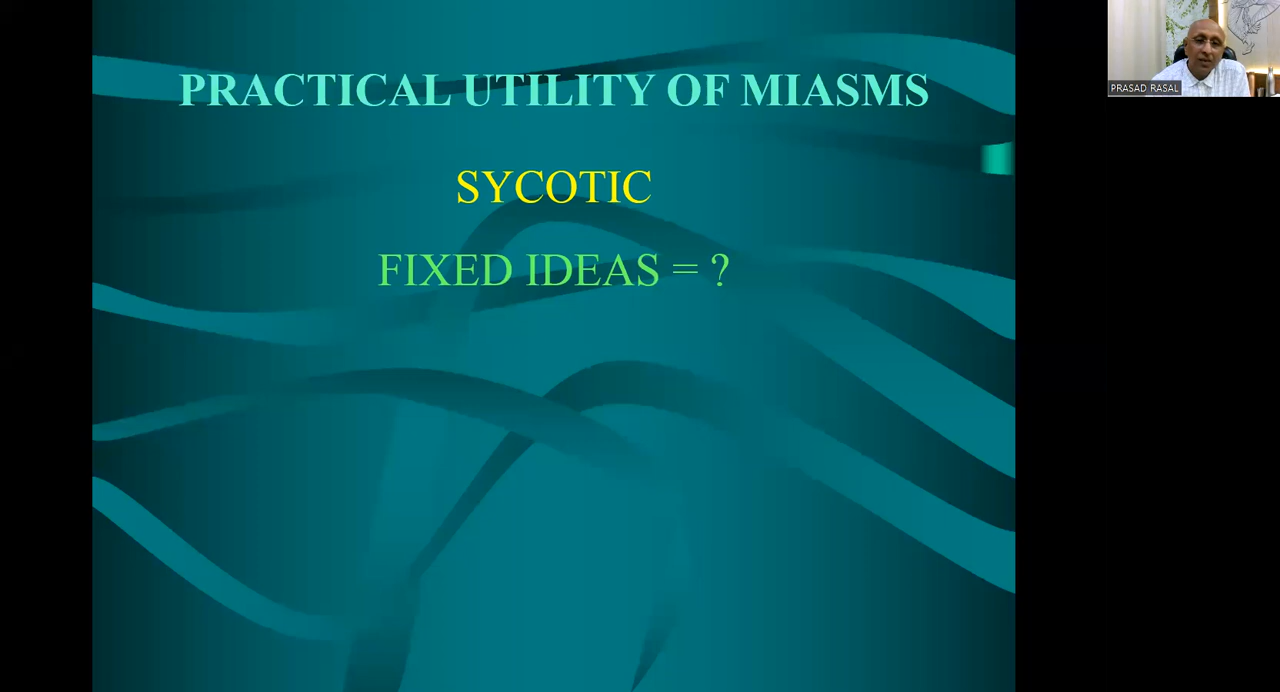 PRACTICAL UTILITY OF MIASMS
SYCOTIC
FIXED IDEAS = ?
PRASAD RASAL